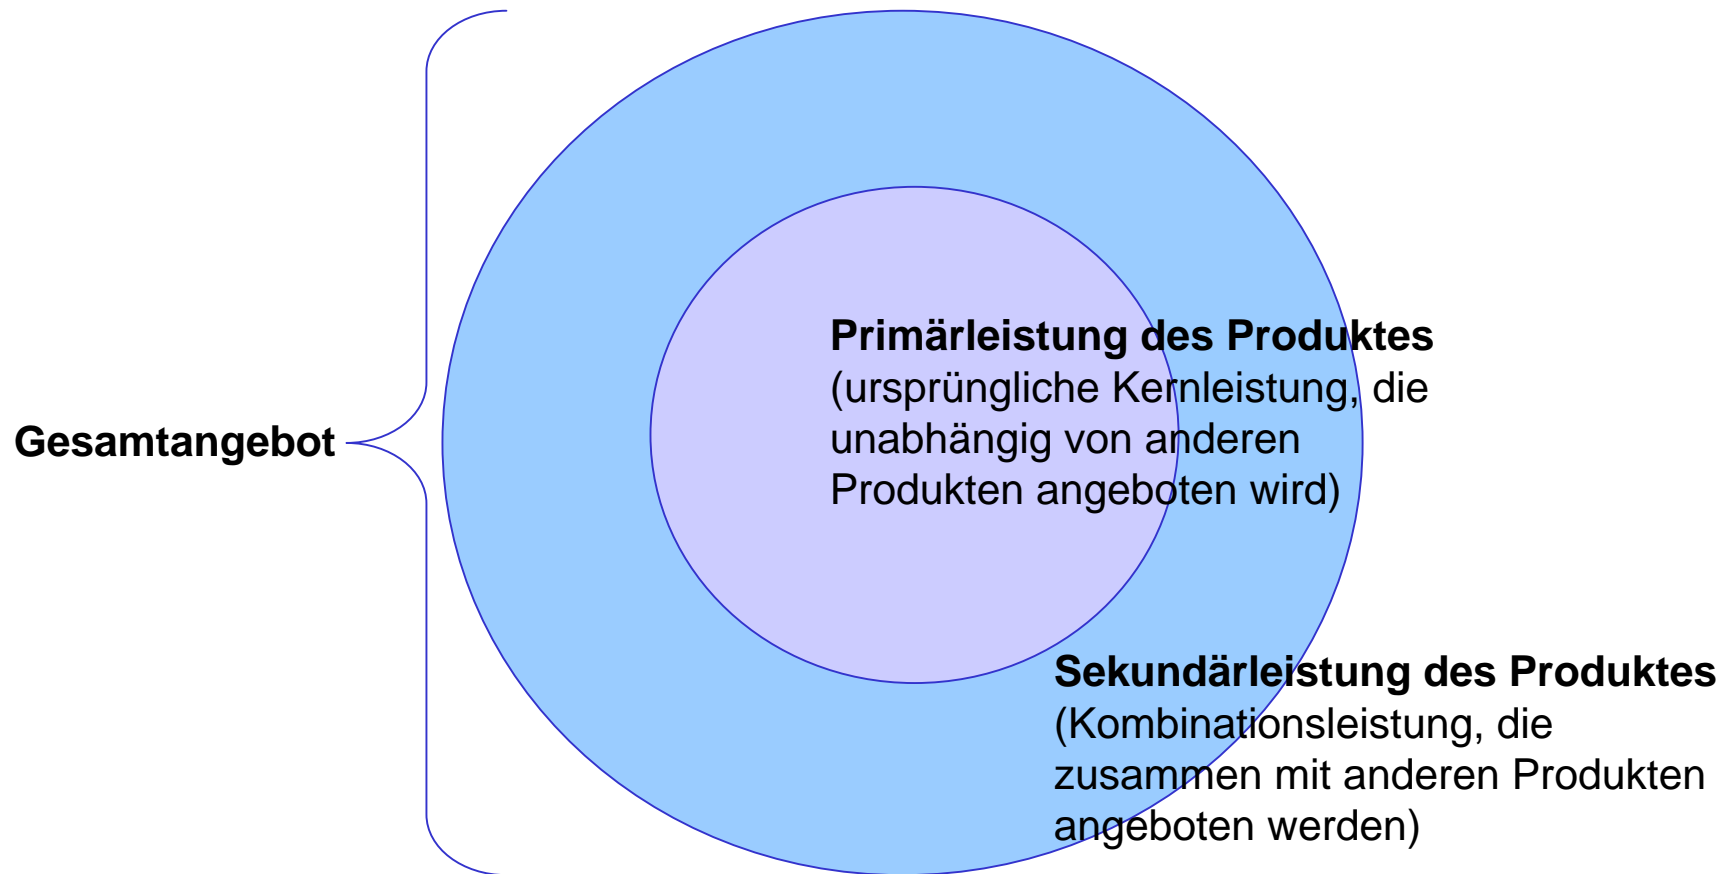 Gesamtangebot
Primärleistung des Produktes
(ursprüngliche Kernleistung, die
unabhängig von anderen
Produkten angeboten wird)
Sekundärleistung des Produktes
(Kombinationsleistung, die
zusammen mit anderen Produkten
angeboten werden)